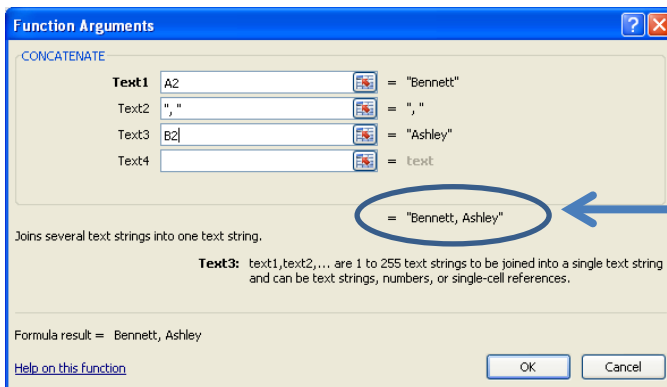 Function Arguments
CONCATENATE
Text1 A2 = "Bennett"
Text2 ", " = ", "
Text3 B2 = "Ashley"
Text4 = text
= "Bennett, Ashley"
Joins several text strings into one text string.
Text3: text1,text2,... are 1 to 255 text strings to be joined into a single text string
and can be text strings, numbers, or single-cell references.
Formula result = Bennett, Ashley
Help on this function
OK Cancel